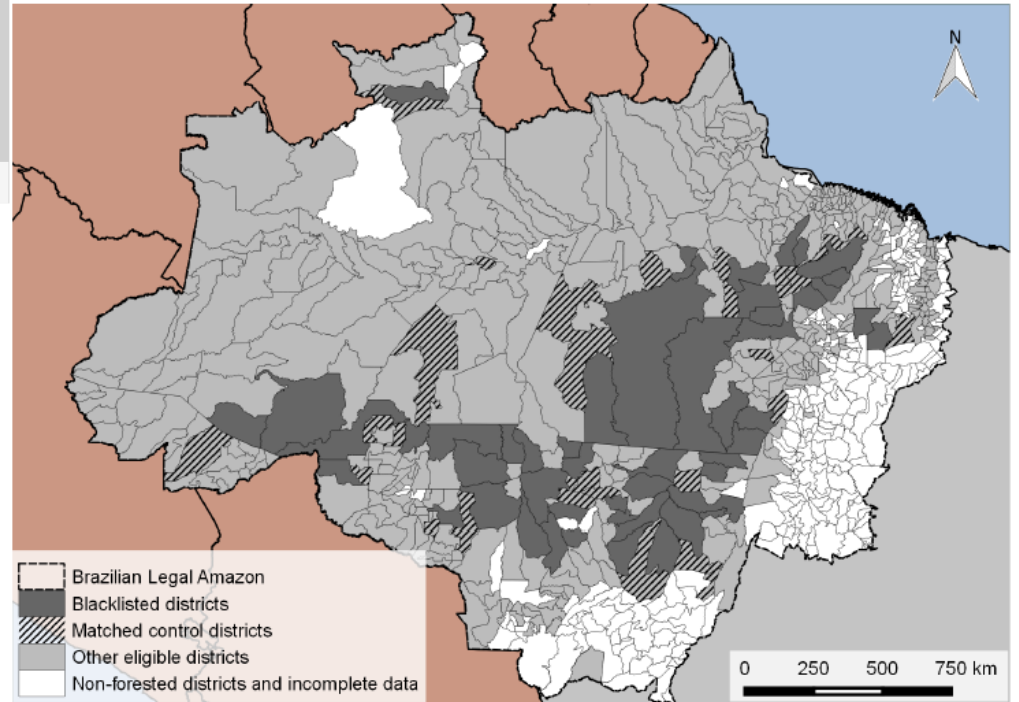 N
Brazilian Legal Amazon
Blacklisted districts
Matched control districts
Other eligible districts
Non-forested districts and incomplete data
0 250 500 750 km